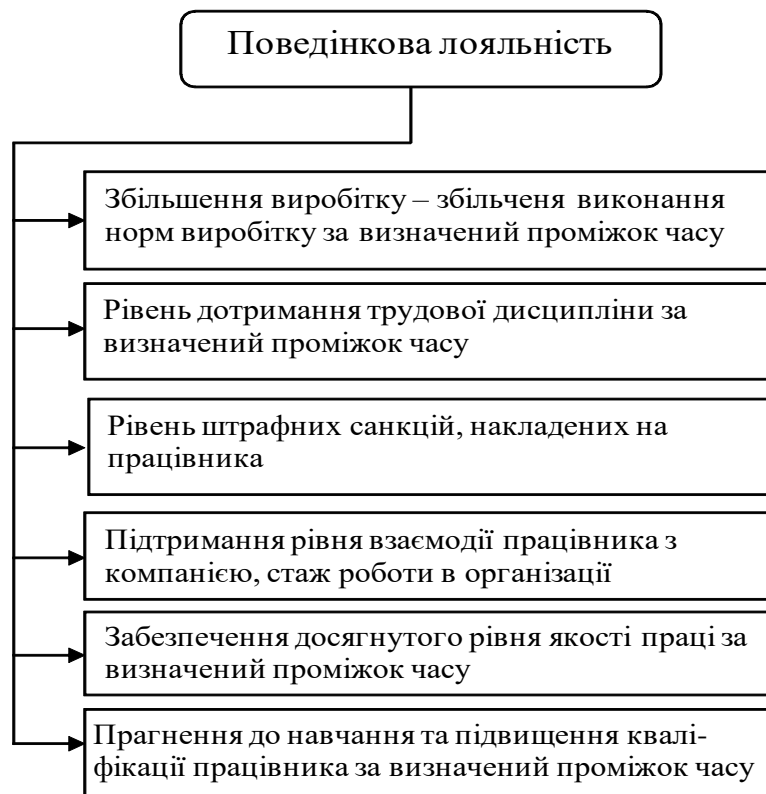 Поведінкова лояльність
Збільшення виробітку – збільченя виконання
норм виробітку за визначений проміжок часу
Рівень дотримання трудової дисципліни за
визначений проміжок часу
Рівень штрафних санкцій, накладених на
працівника
Підтримання рівня взаємодії працівника з
компанією, стаж роботи в організації
Забезпечення досягнутого рівня якості праці за
визначений проміжок часу
Прагнення до навчання та підвищення квалі-
фікації працівника за визначений проміжок часу